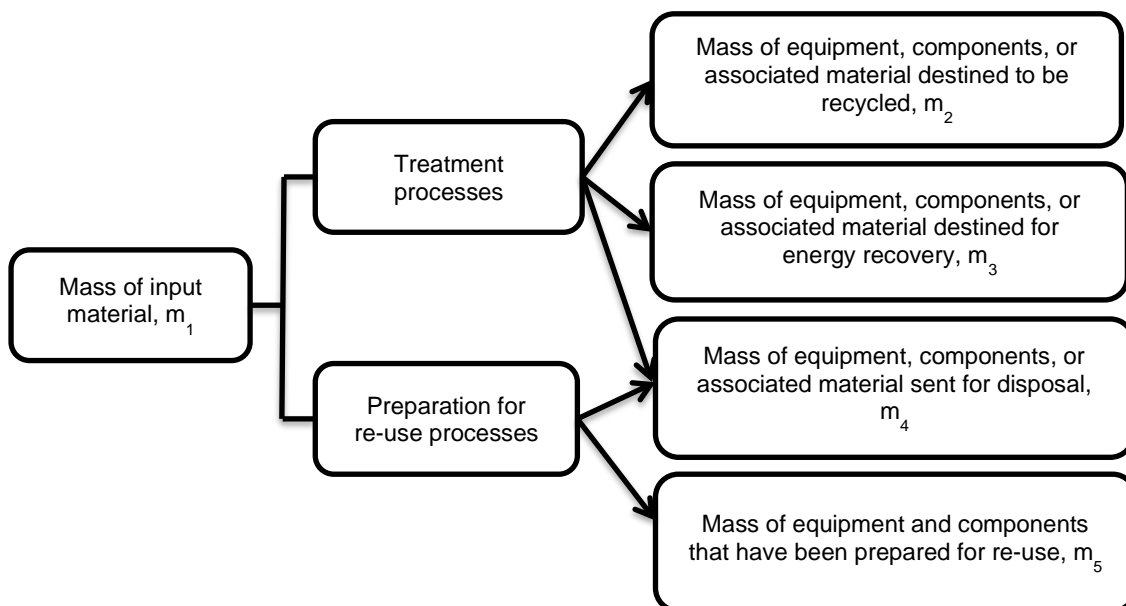 Mass of equipment, components, or
associated material destined to be
recycled, m₂
Treatment
processes
Mass of equipment, components, or
associated material destined for
energy recovery, m₃
Mass of input
material, m₁
Mass of equipment, components, or
associated material sent for disposal,
m₄
Preparation for
re-use processes
Mass of equipment and components
that have been prepared for re-use, m₅